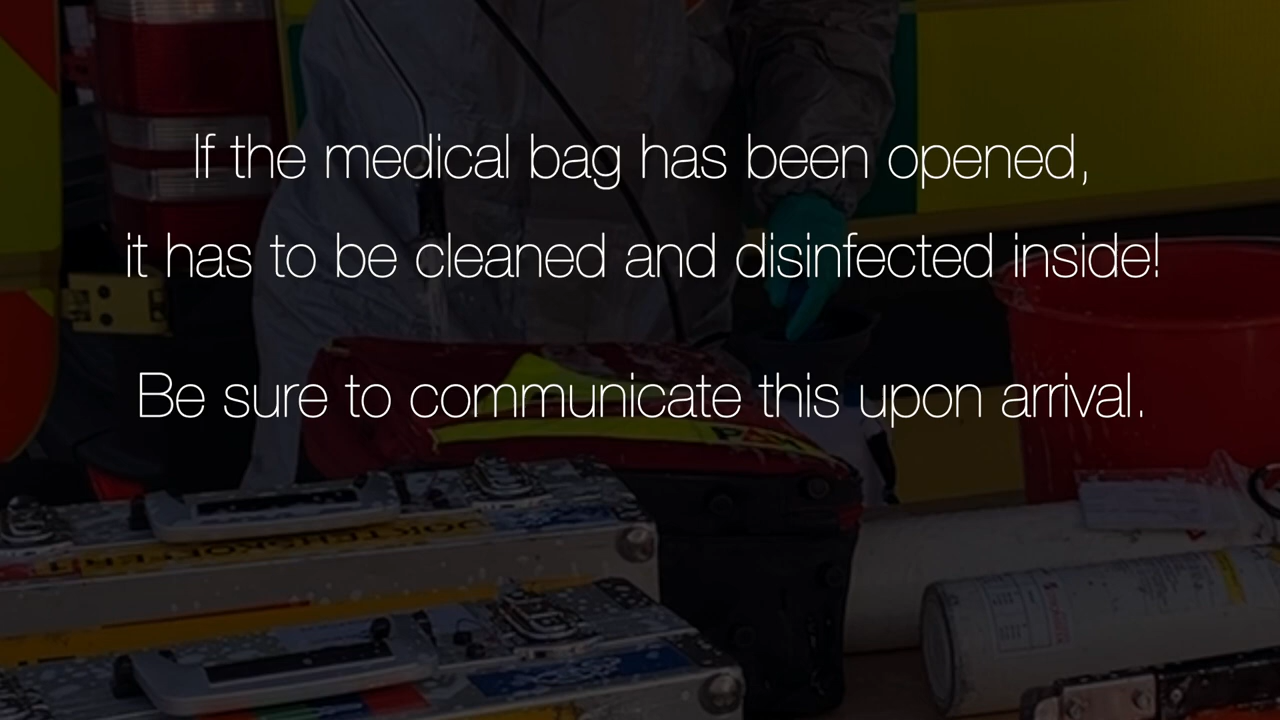 If the medical bag has been opened,
it has to be cleaned and disinfected inside!
Be sure to communicate this upon arrival.